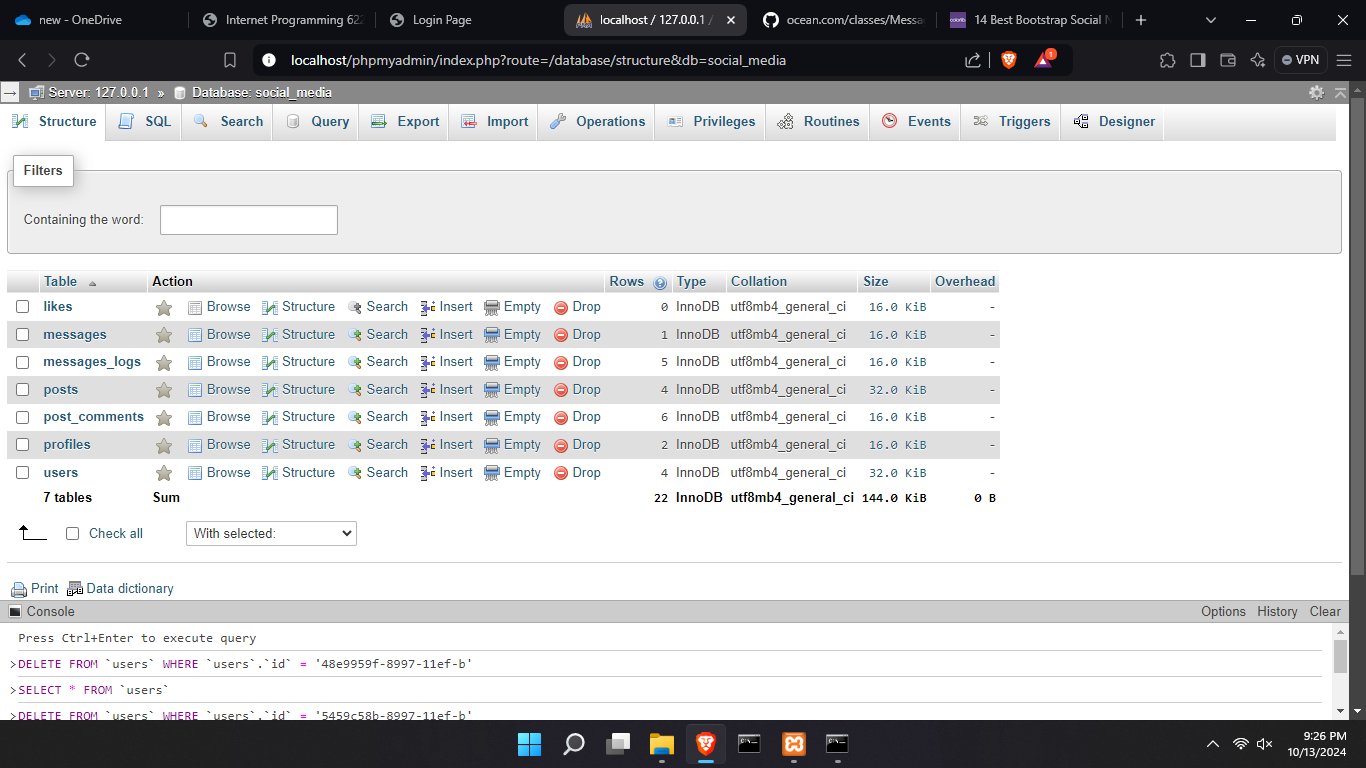 new - OneDrive
Internet Programming 622
Login Page
localhost / 127.0.0.1 /
ocean.com/classes/Messa
colorlib 14 Best Bootstrap Social N
localhost/phpmyadmin/index.php?route=/database/structure&db=social_media
1
VPN
Server: 127.0.0.1 » Database: social_media
Structure SQL Search Query Export Import Operations Privileges Routines Events Triggers Designer
Filters
Containing the word:
Table Action Rows Type Collation Size Overhead
likes Browse Structure Search Insert Empty Drop 0 InnoDB utf8mb4_general_ci 16.0 KiB -
messages Browse Structure Search Insert Empty Drop 1 InnoDB utf8mb4_general_ci 16.0 KiB -
messages_logs Browse Structure Search Insert Empty Drop 5 InnoDB utf8mb4_general_ci 16.0 KiB -
posts Browse Structure Search Insert Empty Drop 4 InnoDB utf8mb4_general_ci 32.0 KiB -
post_comments Browse Structure Search Insert Empty Drop 6 InnoDB utf8mb4_general_ci 16.0 KiB -
profiles Browse Structure Search Insert Empty Drop 2 InnoDB utf8mb4_general_ci 16.0 KiB -
users Browse Structure Search Insert Empty Drop 4 InnoDB utf8mb4_general_ci 32.0 KiB -
7 tables Sum 22 InnoDB utf8mb4_general_ci 144.0 KiB 0 B
Check all With selected:
Print Data dictionary
Console Options History Clear
Press Ctrl+Enter to execute query
>DELETE FROM `users` WHERE `users`.`id` = '48e9959f-8997-11ef-b'
>SELECT * FROM `users`
>DELETE FROM `users` WHERE `users`.`id` = '5459c58b-8997-11ef-b'
9:26 PM
10/13/2024